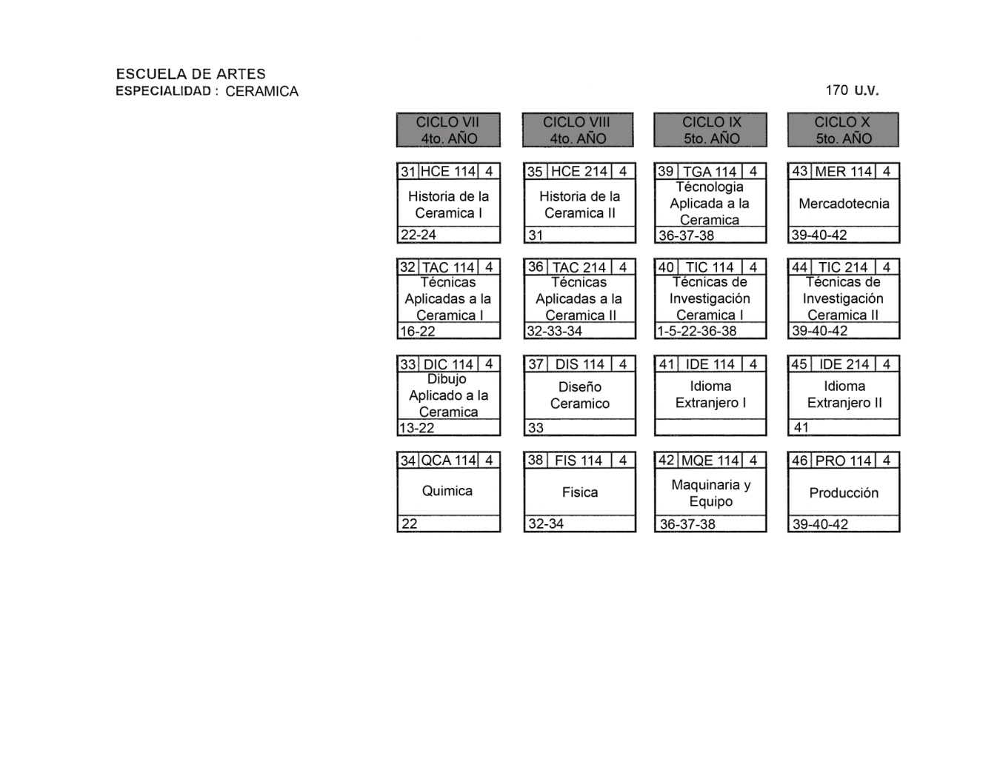 ESCUELA DE ARTES
ESPECIALIDAD : CERAMICA
170 U.V.
CICLO VII
4to. AÑO
CICLO VIII
4to. AÑO
CICLO IX
5to. AÑO
CICLO X
5to. AÑO
31 HCE 114 4
Historia de la
Ceramica I
22-24
35 HCE 214 4
Historia de la
Ceramica II
31
39 TGA 114 4
Técnologia
Aplicada a la
Ceramica
36-37-38
43 MER 114 4
Mercadotecnia
39-40-42
32 TAC 114 4
Técnicas
Aplicadas a la
Ceramica I
16-22
36 TAC 214 4
Técnicas
Aplicadas a la
Ceramica II
32-33-34
40 TIC 114 4
Técnicas de
Investigación
Ceramica I
1-5-22-36-38
44 TIC 214 4
Técnicas de
Investigación
Ceramica II
39-40-42
33 DIC 114 4
Dibujo
Aplicado a la
Ceramica
13-22
37 DIS 114 4
Diseño
Ceramico
33
41 IDE 114 4
Idioma
Extranjero I
45 IDE 214 4
Idioma
Extranjero II
41
34 QCA 114 4
Quimica
22
38 FIS 114 4
Fisica
32-34
42 MQE 114 4
Maquinaria y
Equipo
36-37-38
46 PRO 114 4
Producción
39-40-42